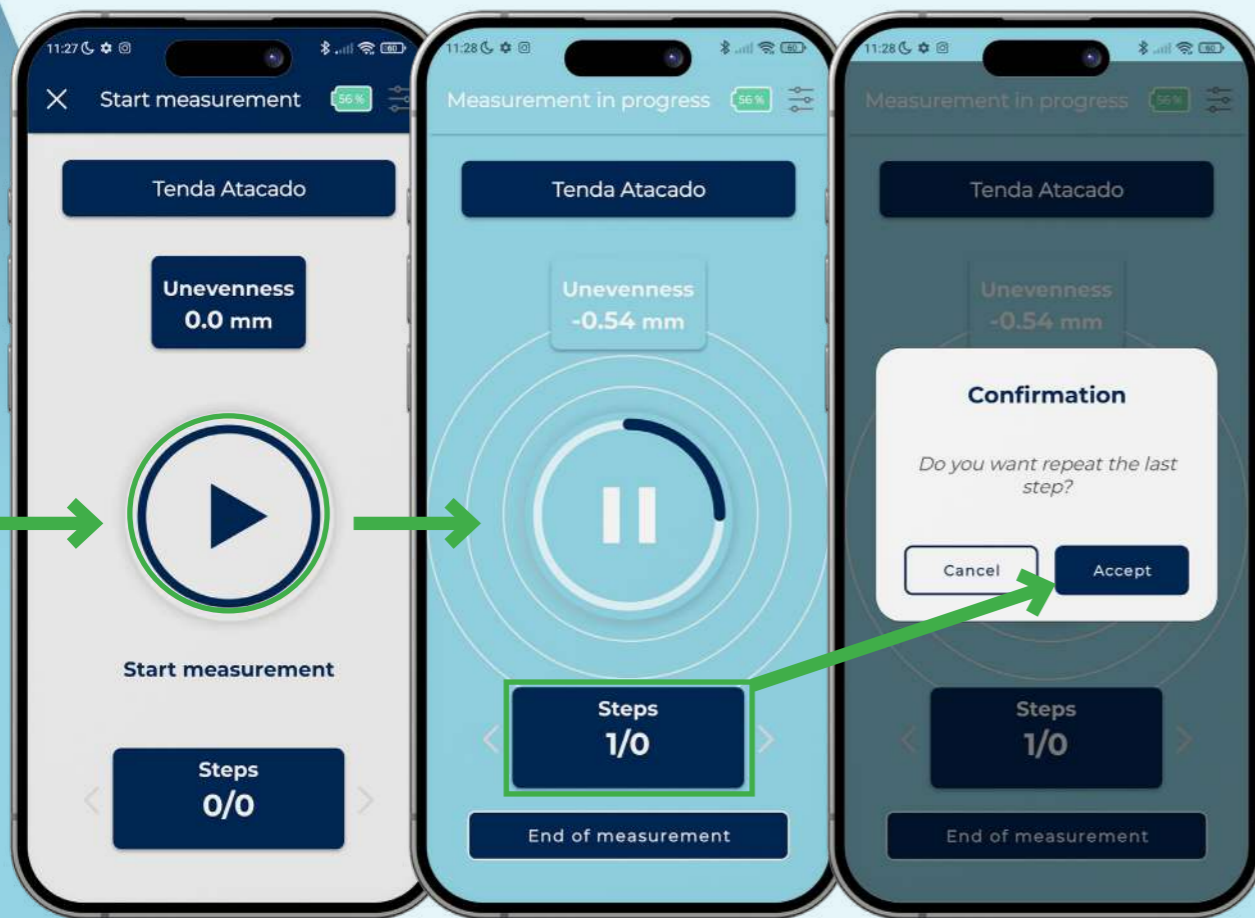 11:27
60
Start measurement
56 %
Tenda Atacado
Unevenness
0.0 mm
Start measurement
Steps
0/0
11:28
60
Measurement in progress
56 %
Tenda Atacado
Unevenness
-0.54 mm
Steps
1/0
End of measurement
11:28
60
Measurement in progress
56 %
Tenda Atacado
Unevenness
-0.54 mm
Confirmation
Do you want repeat the last
step?
Cancel
Accept
Steps
1/0
End of measurement